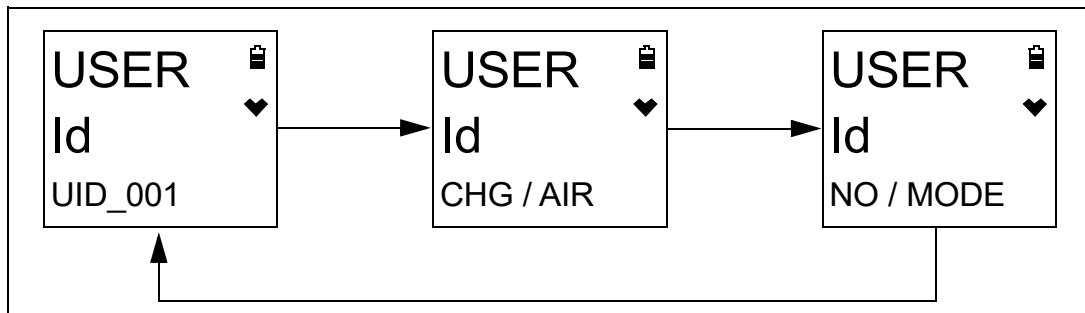 USER
Id
UID_001
USER
Id
CHG / AIR
USER
Id
NO / MODE